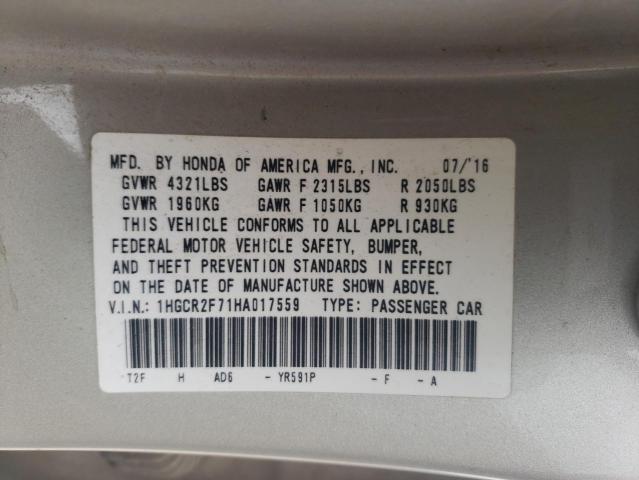 MFD. BY HONDA OF AMERICA MFG., INC. 07/'16
GVWR 4321LBS GAWR F 2315LBS R 2050LBS
GVWR 1960KG GAWR F 1050KG R 930KG
THIS VEHICLE CONFORMS TO ALL APPLICABLE
FEDERAL MOTOR VEHICLE SAFETY, BUMPER,
AND THEFT PREVENTION STANDARDS IN EFFECT
ON THE DATE OF MANUFACTURE SHOWN ABOVE.
V.I.N.: 1HGCR2F71HA017559 TYPE: PASSENGER CAR
T2F H AD6 - YR591P - F - A